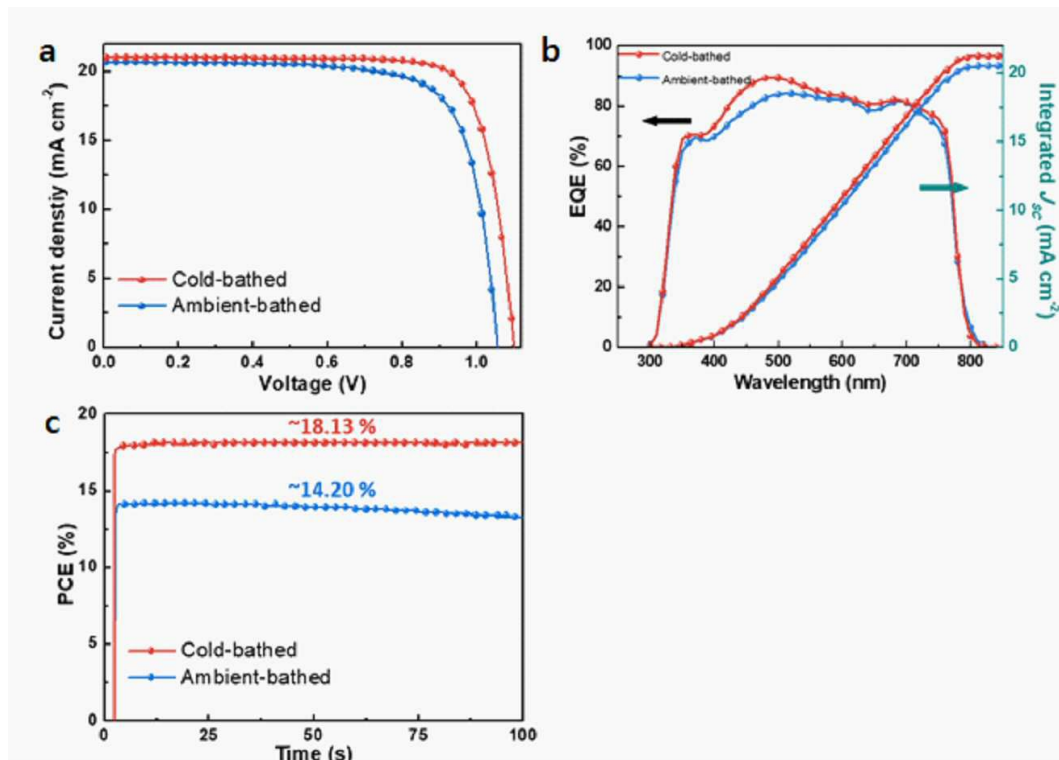 a
Current denstiy (mA cm-2)
20
15
10
5
0
Cold-bathed
Ambient-bathed
0.0 0.2 0.4 0.6 0.8 1.0
Voltage (V)
b
EQE (%)
100
80
60
40
20
0
Cold-bathed
Ambient-bathed
Integrated JSC (mA cm-2)
20
15
10
5
0
300 400 500 600 700 800
Wavelength (nm)
c
PCE (%)
20
15
10
5
0
~18.13 %
~14.20 %
Cold-bathed
Ambient-bathed
0 25 50 75 100
Time (s)